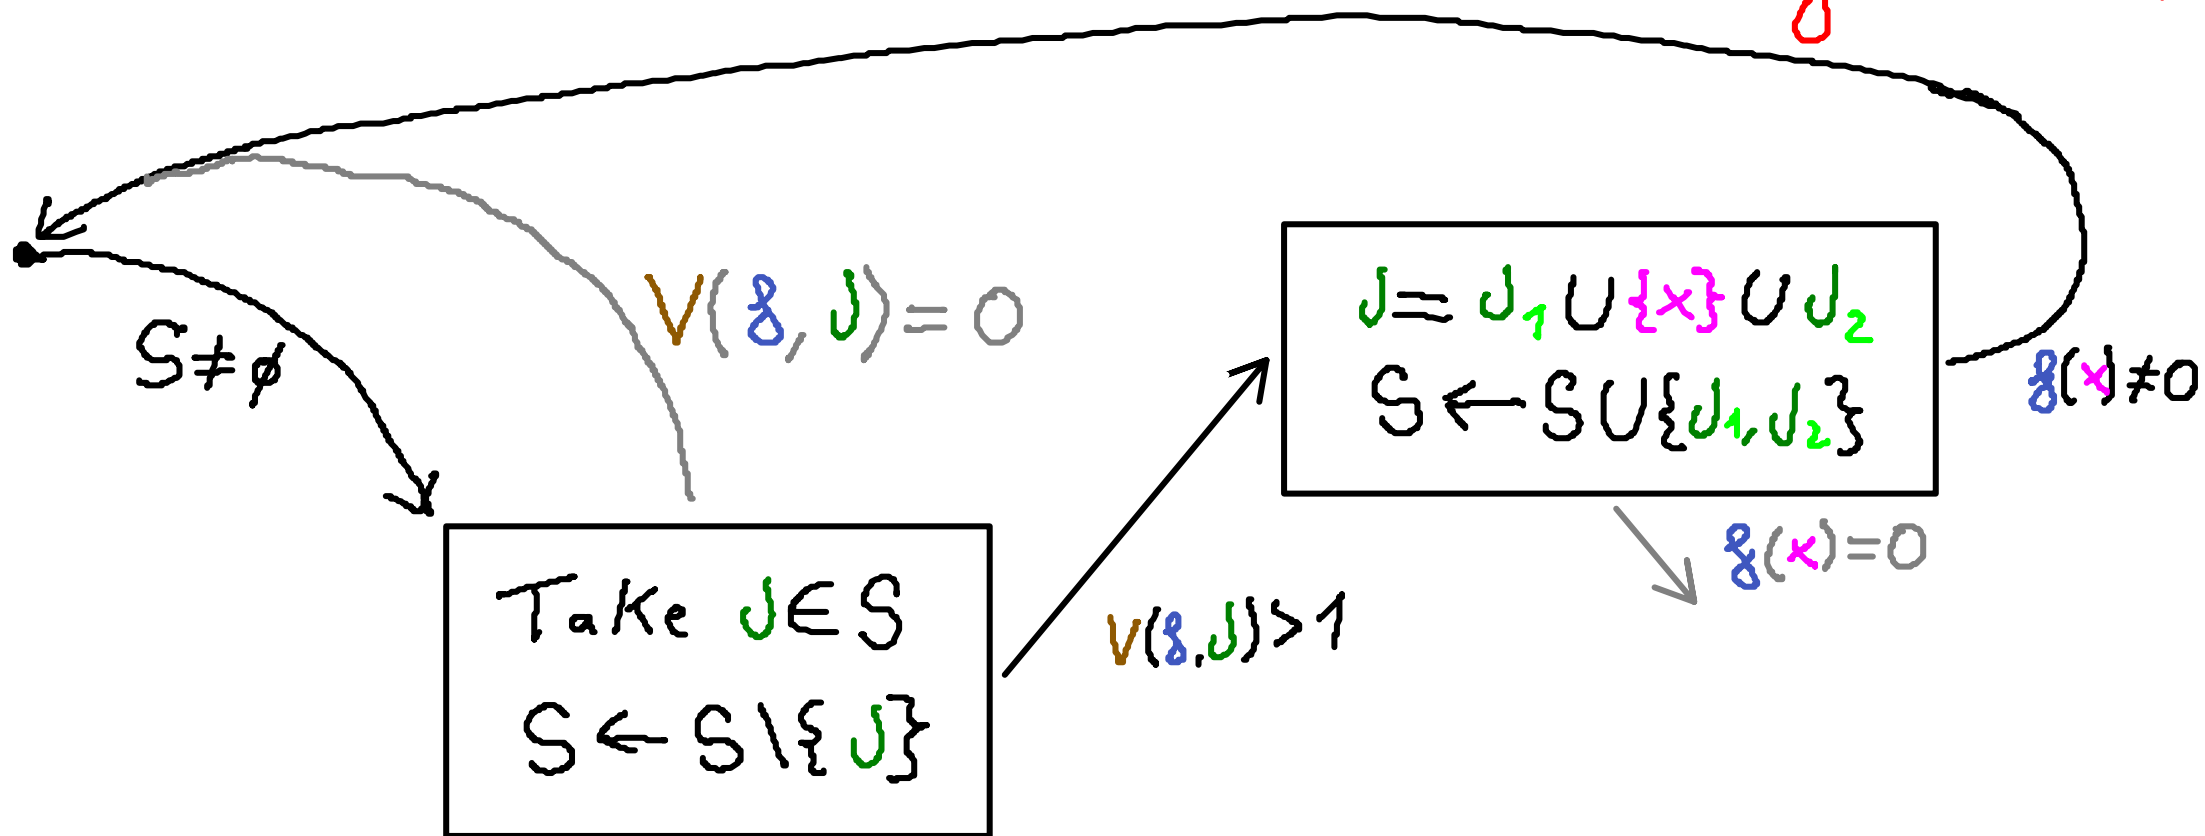 S≠∅
V(f, J)=0
J= J₁ ∪ {x} ∪ J₂
S ← S∪{J₁, J₂}
f(x)≠0
f(x)=0
Take J∈S
S ← S\{J}
V(f,J)>1